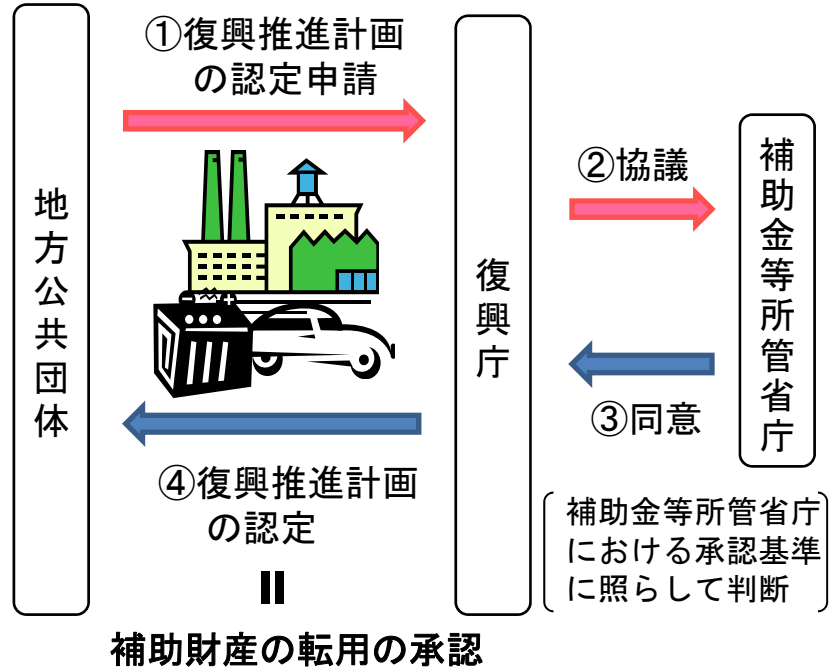 地方公共団体
①復興推進計画
の認定申請
復興庁
②協議
補助金等所管省庁
③同意
④復興推進計画
の認定
=
補助財産の転用の承認
補助金等所管省庁
における承認基準
に照らして判断